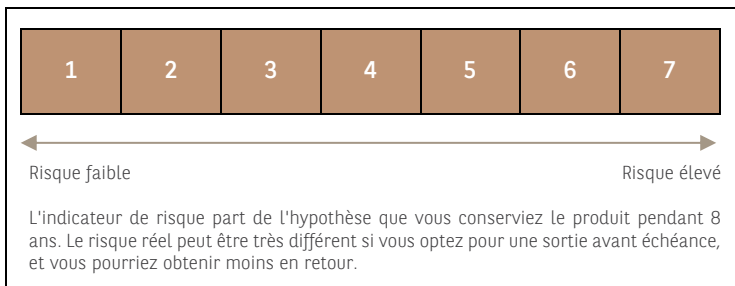 1 2 3 4 5 6 7
Risque faible Risque élevé
L'indicateur de risque part de l'hypothèse que vous conserviez le produit pendant 8
ans. Le risque réel peut être très différent si vous optez pour une sortie avant échéance,
et vous pourriez obtenir moins en retour.